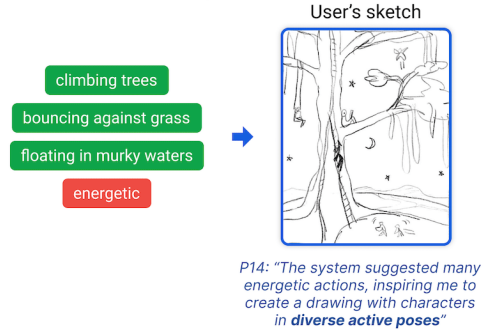 User's sketch
climbing trees
bouncing against grass
floating in murky waters
energetic
P14: “The system suggested many
energetic actions, inspiring me to
create a drawing with characters
in diverse active poses”